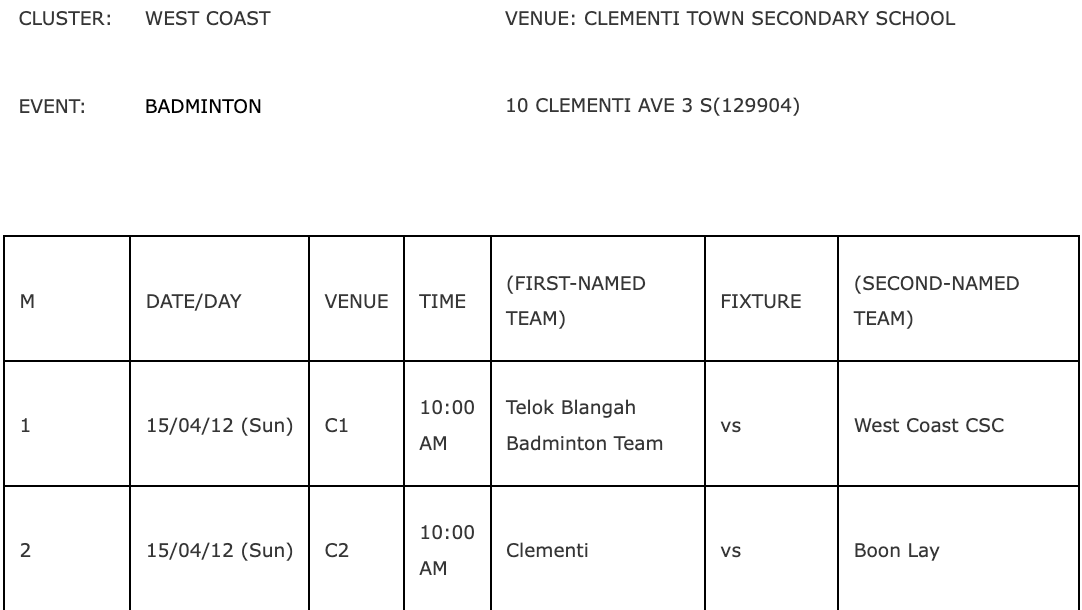 CLUSTER: WEST COAST VENUE: CLEMENTI TOWN SECONDARY SCHOOL
EVENT: BADMINTON 10 CLEMENTI AVE 3 S(129904)
M DATE/DAY VENUE TIME (FIRST-NAMED TEAM) FIXTURE (SECOND-NAMED TEAM)
1 15/04/12 (Sun) C1 10:00 AM Telok Blangah Badminton Team vs West Coast CSC
2 15/04/12 (Sun) C2 10:00 AM Clementi vs Boon Lay